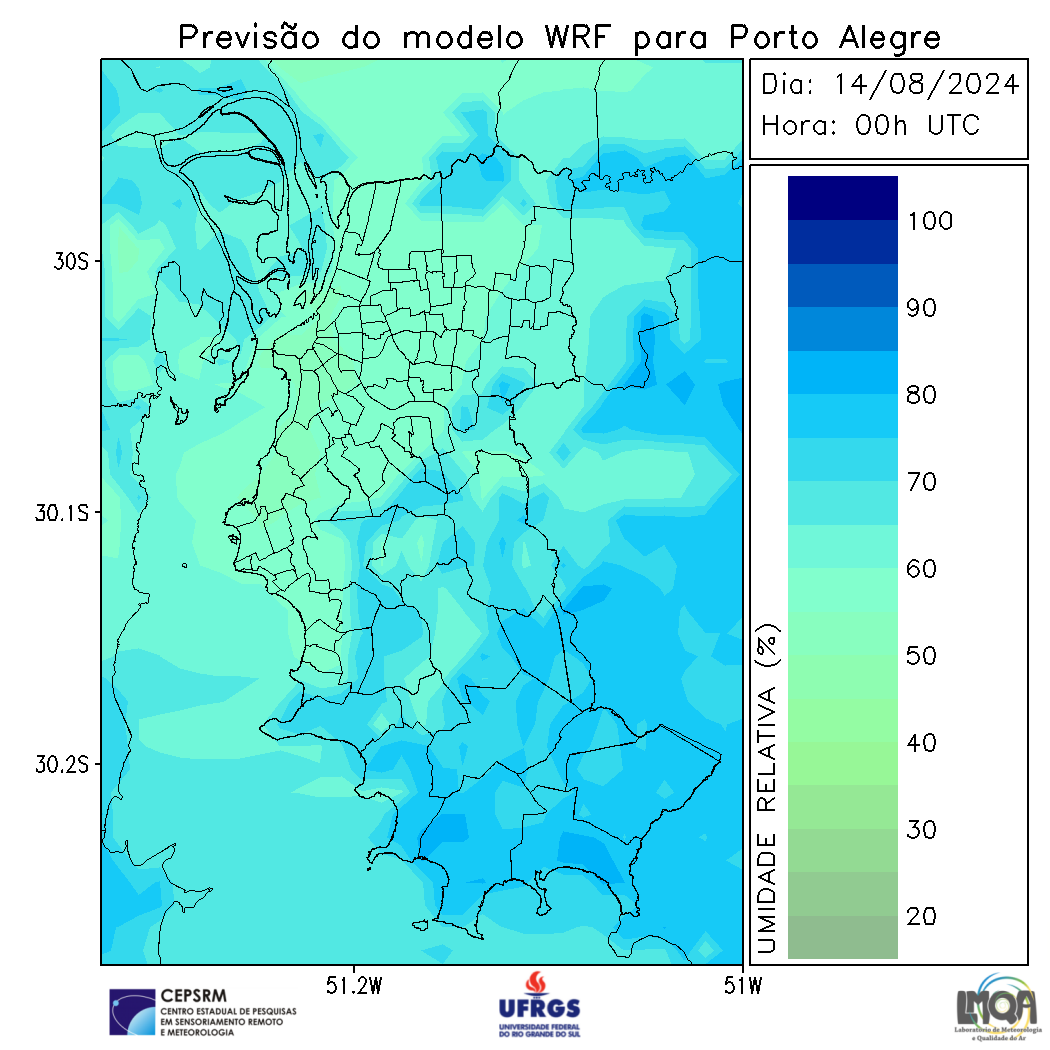 Previsão do modelo WRF para Porto Alegre
Dia: 14/08/2024
Hora: 00h UTC
30S
30.1S
30.2S
51.2W
51W
UMIDADE RELATIVA (%)
100
90
80
70
60
50
40
30
20
CEPSRM
CENTRO ESTADUAL DE PESQUISAS
EM SENSORIAMENTO REMOTO
E METEOROLOGIA
UFRGS
UNIVERSIDADE FEDERAL
DO RIO GRANDE DO SUL
LMQA
Laboratório de Meteorologia
e Qualidade do Ar